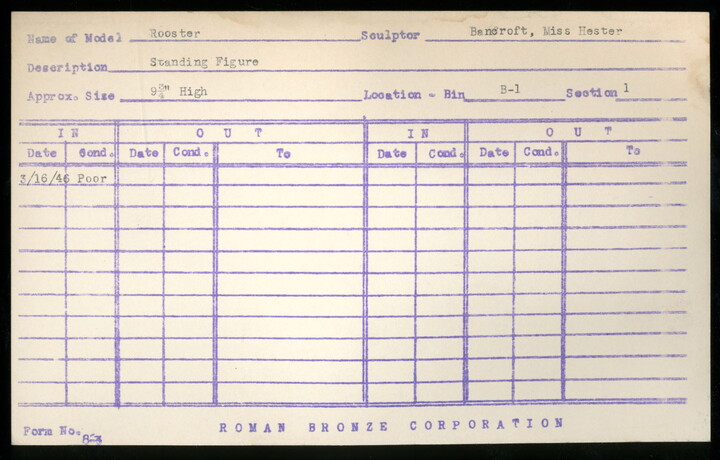 Name of Model Rooster Sculptor Bancroft, Miss Hester
Description Standing Figure
Approx. Size 9¾" High Location - Bin B-1 Section 1
IN OUT IN OUT
Date Cond. Date Cond. To Date Cond. Date Cond. To
3/16/46 Poor
Form No.
ROMAN BRONZE CORPORATION